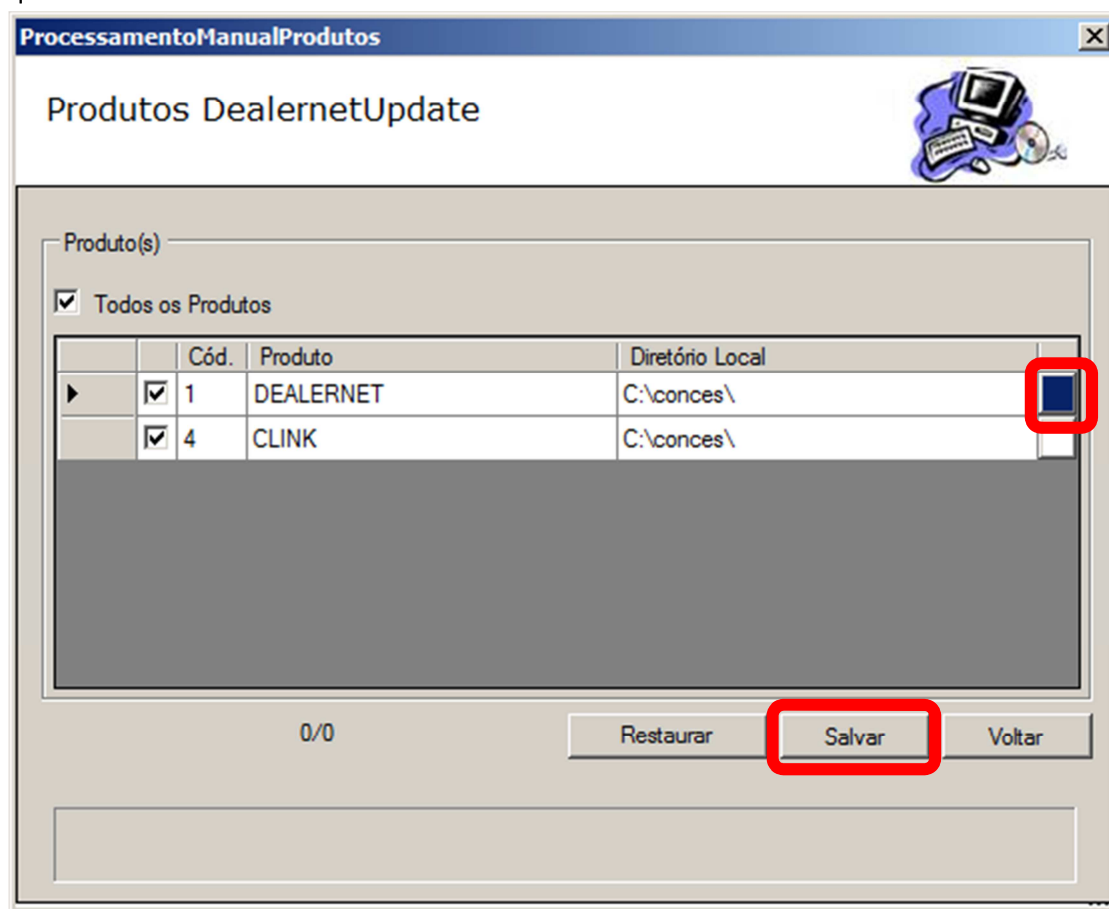 ProcessamentoManualProdutos
Produtos DealernetUpdate
Produto(s)
Todos os Produtos
Cód. Produto Diretório Local
1 DEALERNET C:\conces\
4 CLINK C:\conces\
0/0 Restaurar Salvar Voltar